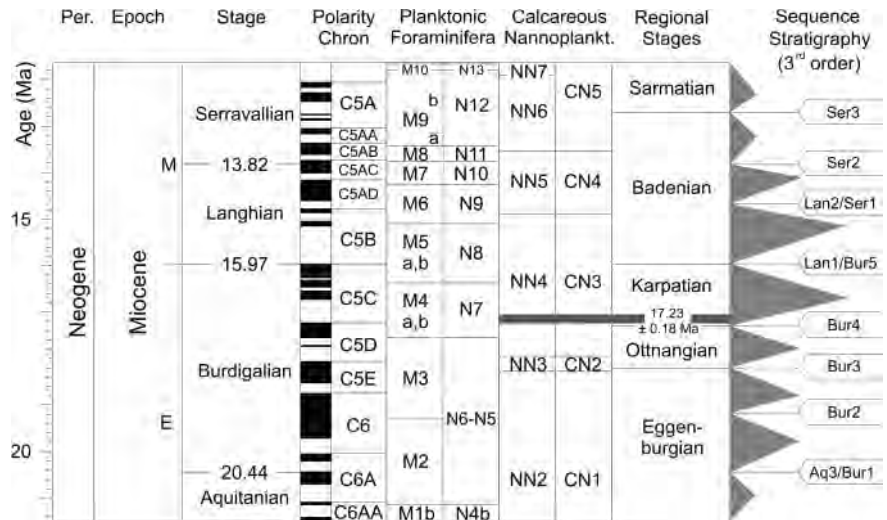 Per.
Epoch
Stage
Polarity
Chron
Planktonic
Foraminifera
Calcareous
Nannoplankt.
Regional
Stages
Sequence
Stratigraphy
(3rd order)
Age (Ma)
15
20
Neogene
Miocene
M
E
Serravallian
13.82
Langhian
15.97
Burdigalian
20.44
Aquitanian
C5A
C5AA
C5AB
C5AC
C5AD
C5B
C5C
C5D
C5E
C6
C6A
C6AA
M10
b
M9
a
M8
M7
M6
M5
a,b
M4
a,b
M3
M2
M1b
N13
N12
N11
N10
N9
N8
N7
N6-N5
N4b
NN7
NN6
NN5
NN4
NN3
NN2
CN5
CN4
CN3
CN2
CN1
Sarmatian
Badenian
Karpatian
17.23
± 0.18 Ma
Ottnangian
Eggen-
burgian
Ser3
Ser2
Lan2/Ser1
Lan1/Bur5
Bur4
Bur3
Bur2
Aq3/Bur1